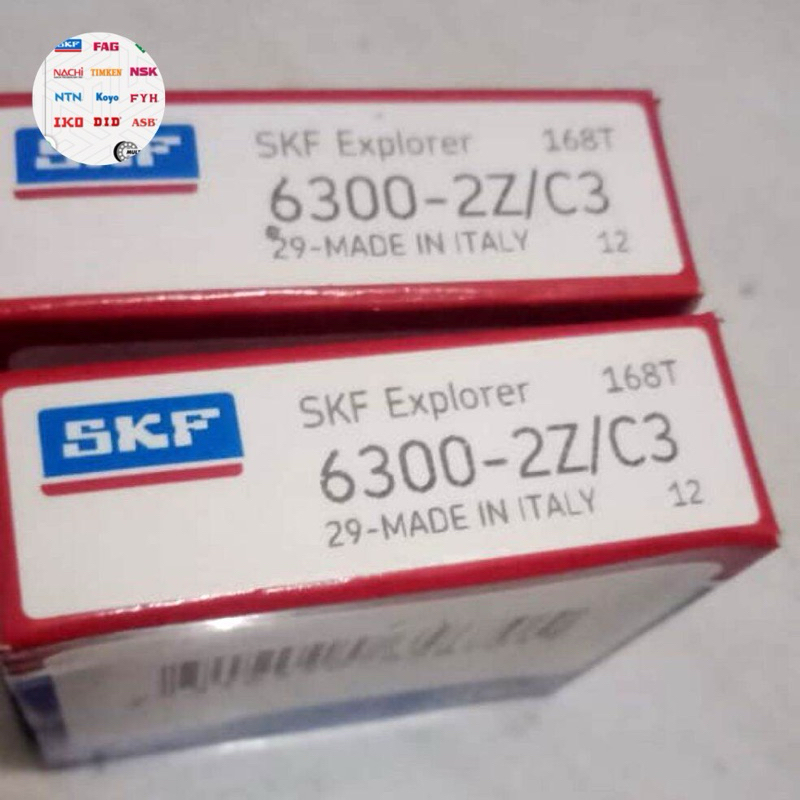 SKF FAG
NACHI TIMKEN NSK
NTN Koyo FYH
IKO DID ASB
SKF
SKF Explorer 168T
6300-2Z/C3
29-MADE IN ITALY 12
SKF
SKF Explorer 168T
6300-2Z/C3
29-MADE IN ITALY 12